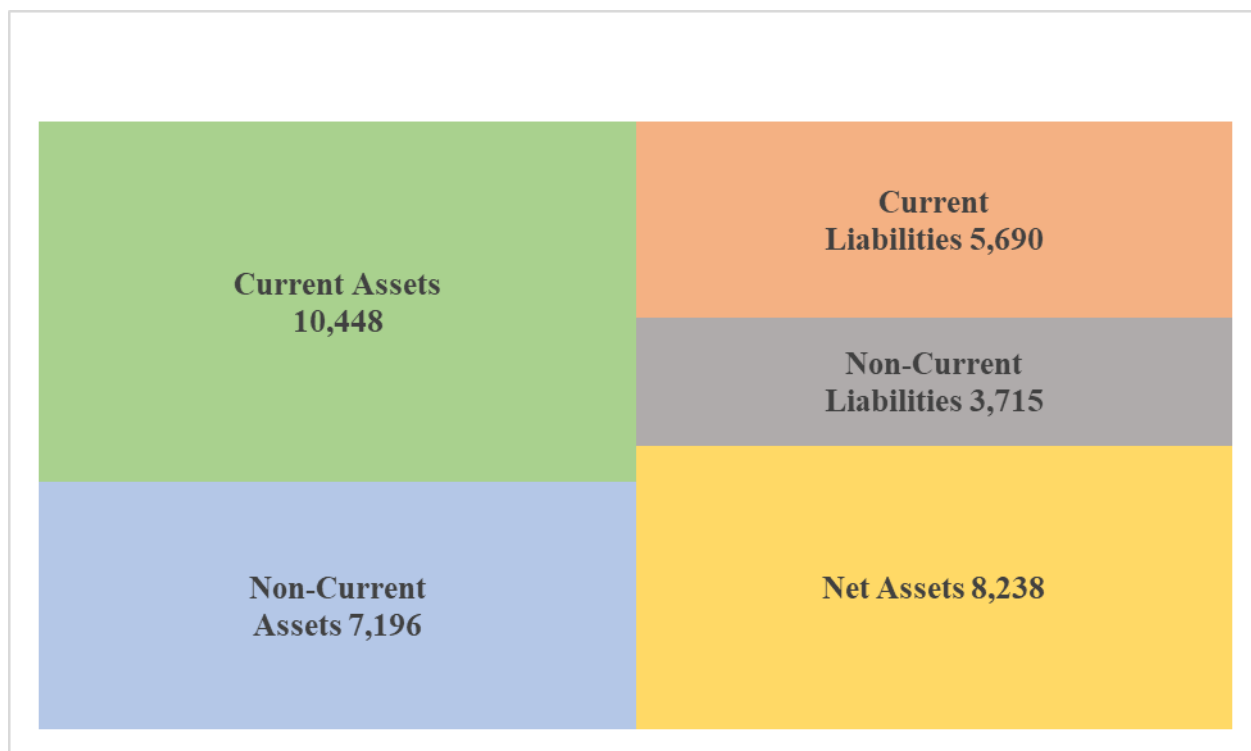 Current Assets
10,448
Non-Current
Assets 7,196
Current
Liabilities 5,690
Non-Current
Liabilities 3,715
Net Assets 8,238